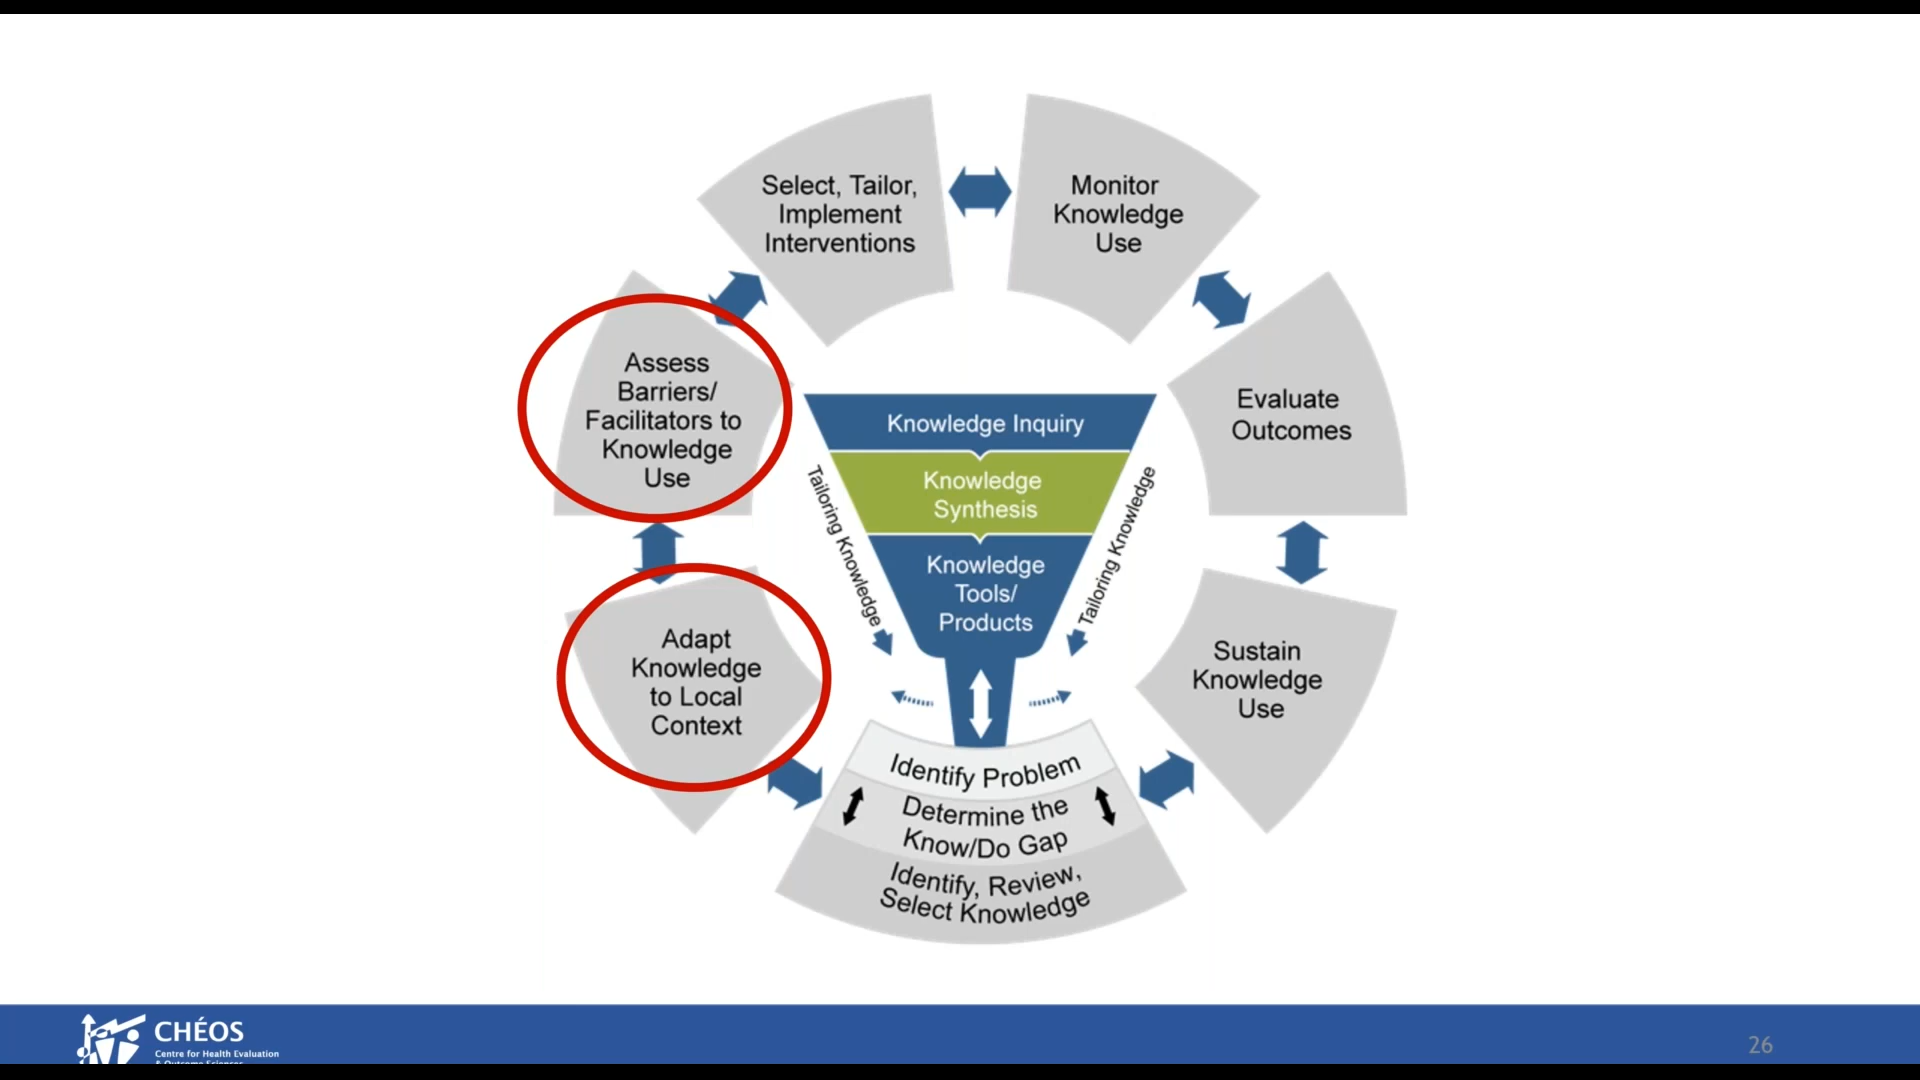 Select, Tailor,
Implement
Interventions
Monitor
Knowledge
Use
Assess
Barriers/
Facilitators to
Knowledge
Use
Evaluate
Outcomes
Knowledge Inquiry
Knowledge
Synthesis
Knowledge
Tools/
Products
Tailoring Knowledge
Tailoring Knowledge
Adapt
Knowledge
to Local
Context
Sustain
Knowledge
Use
Identify Problem
Determine the
Know/Do Gap
Identify, Review,
Select Knowledge
CHÉOS
Centre for Health Evaluation
& Outcome Sciences
26